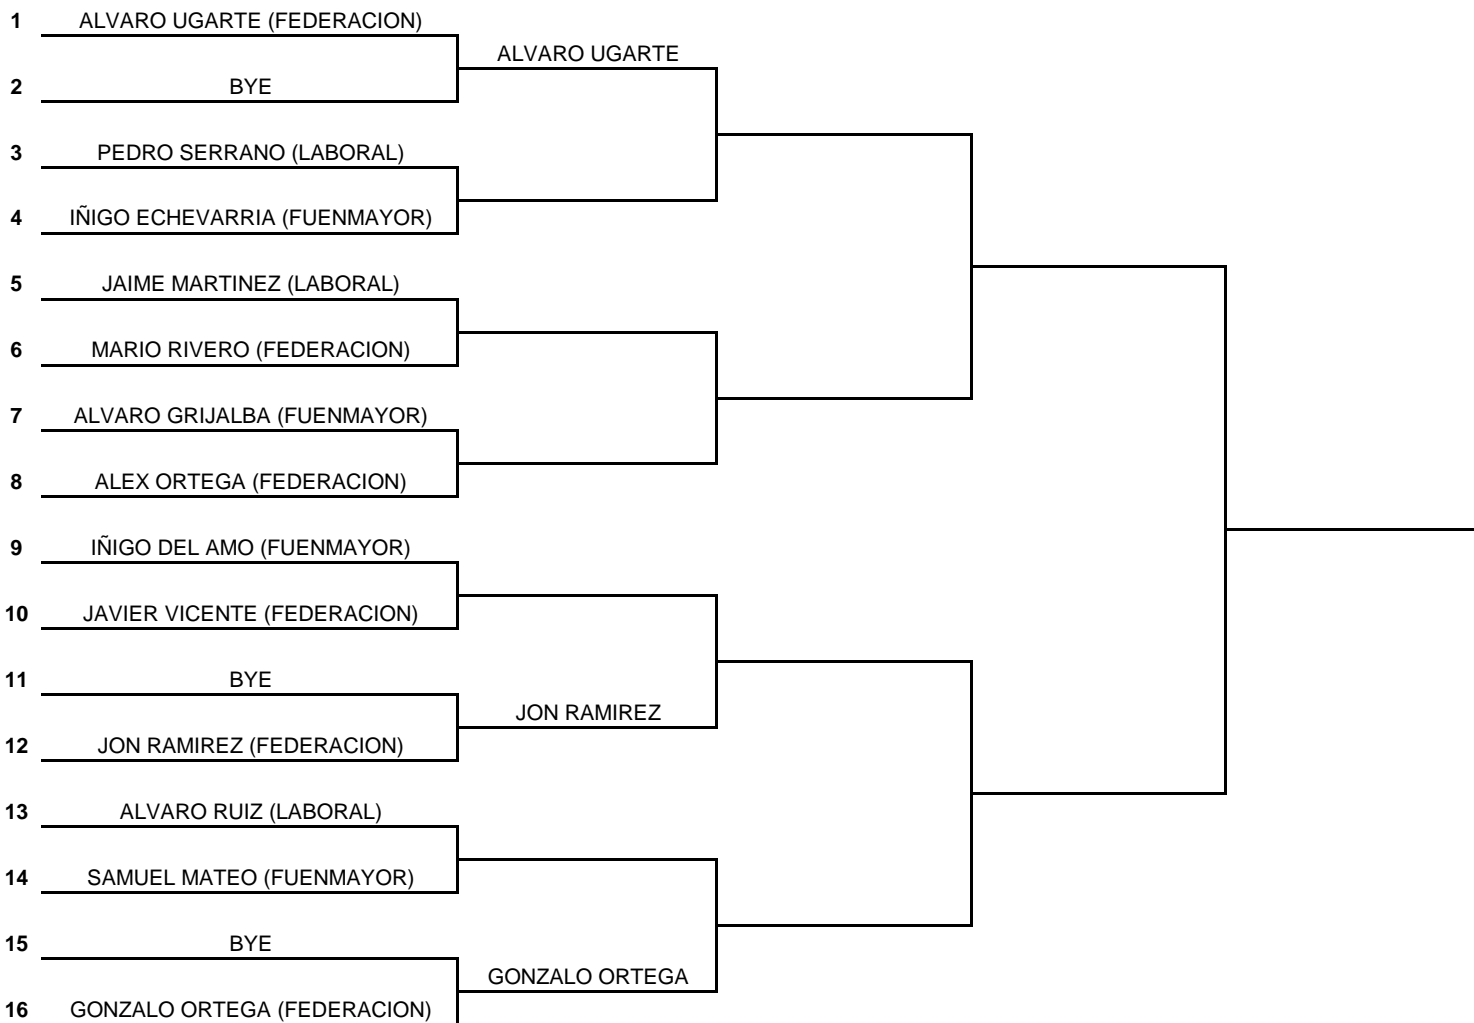 1 ALVARO UGARTE (FEDERACION)
ALVARO UGARTE
2 BYE
3 PEDRO SERRANO (LABORAL)
4 IÑIGO ECHEVARRIA (FUENMAYOR)
5 JAIME MARTINEZ (LABORAL)
6 MARIO RIVERO (FEDERACION)
7 ALVARO GRIJALBA (FUENMAYOR)
8 ALEX ORTEGA (FEDERACION)
9 IÑIGO DEL AMO (FUENMAYOR)
10 JAVIER VICENTE (FEDERACION)
11 BYE
JON RAMIREZ
12 JON RAMIREZ (FEDERACION)
13 ALVARO RUIZ (LABORAL)
14 SAMUEL MATEO (FUENMAYOR)
15 BYE
GONZALO ORTEGA
16 GONZALO ORTEGA (FEDERACION)